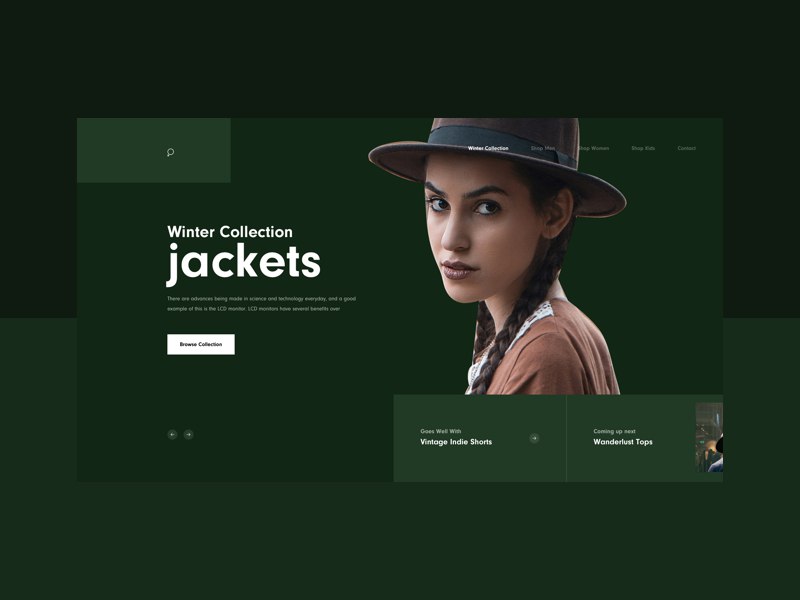 Winter Collection
Shop Men
Shop Women
Shop Kids
Contact
Winter Collection
jackets
There are advances being made in science and technology everyday, and a good
example of this is the LCD monitor. LCD monitors have several benefits over
Browse Collection
Goes Well With
Vintage Indie Shorts
Coming up next
Wanderlust Tops